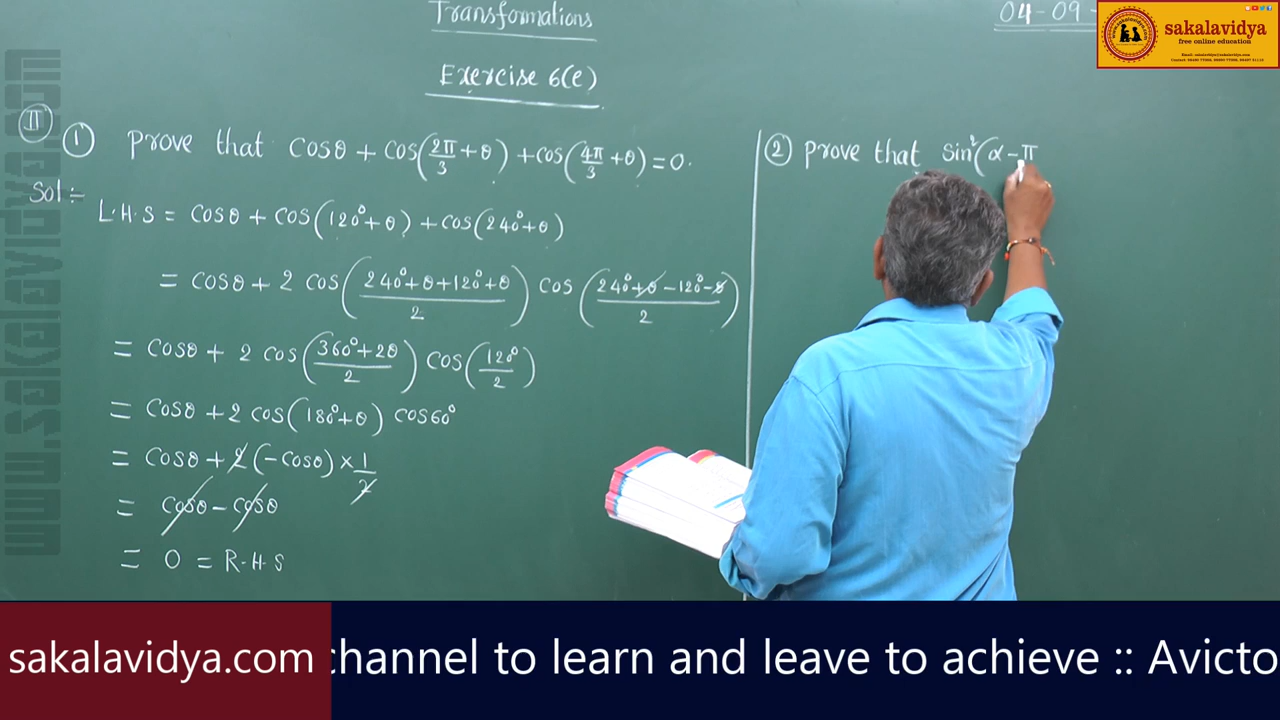 Transformations
04-09-
Exercise 6(e)
II
① Prove that Cosθ + Cos(2π/3 + θ) + Cos(4π/3 + θ) = 0.
Sol:-
L.H.S = Cosθ + Cos(120° + θ) + Cos(240° + θ)
= Cosθ + 2 Cos((240° + θ + 120° + θ)/2) Cos((240° + θ - 120° - θ)/2)
= Cosθ + 2 Cos((360° + 2θ)/2) Cos(120°/2)
= Cosθ + 2 Cos(180° + θ) Cos60°
= Cosθ + 2 (-Cosθ) × 1/2
= Cosθ - Cosθ
= 0 = R.H.S
② Prove that Sin²(α - π
sakalavidya
free online education
www.sakalavidya.com
sakalavidya.com
channel to learn and leave to achieve :: Avicto